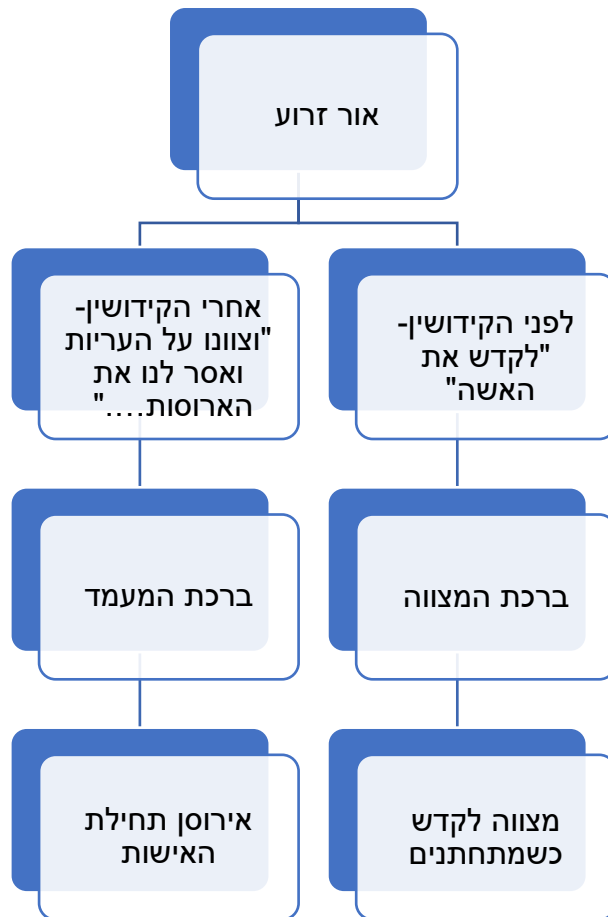 אור זרוע
לפני הקידושין-
"לקדש את
האשה"
אחרי הקידושין-
"וצוונו על העריות
ואסר לנו את
הארוסות...."
ברכת המצווה
ברכת המעמד
מצווה לקדש
כשמתחתנים
אירוסן תחילת
האישות